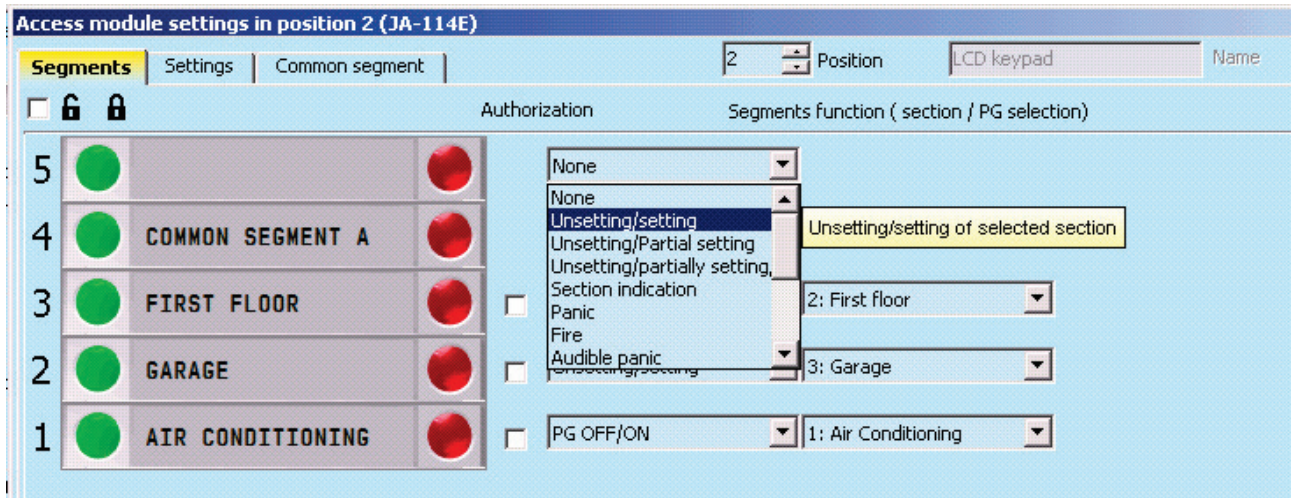 Access module settings in position 2 (JA-114E)
Segments Settings Common segment 2 Position LCD keypad Name
Authorization Segments function ( section / PG selection)
5 None
None
Unsetting/setting Unsetting/setting of selected section
4 COMMON SEGMENT A
Unsetting/Partial setting
Unsetting/partially setting,
Section indication
3 FIRST FLOOR 2: First floor
Panic
Fire
Audible panic
2 GARAGE Unsetting/setting 3: Garage
1 AIR CONDITIONING PG OFF/ON 1: Air Conditioning